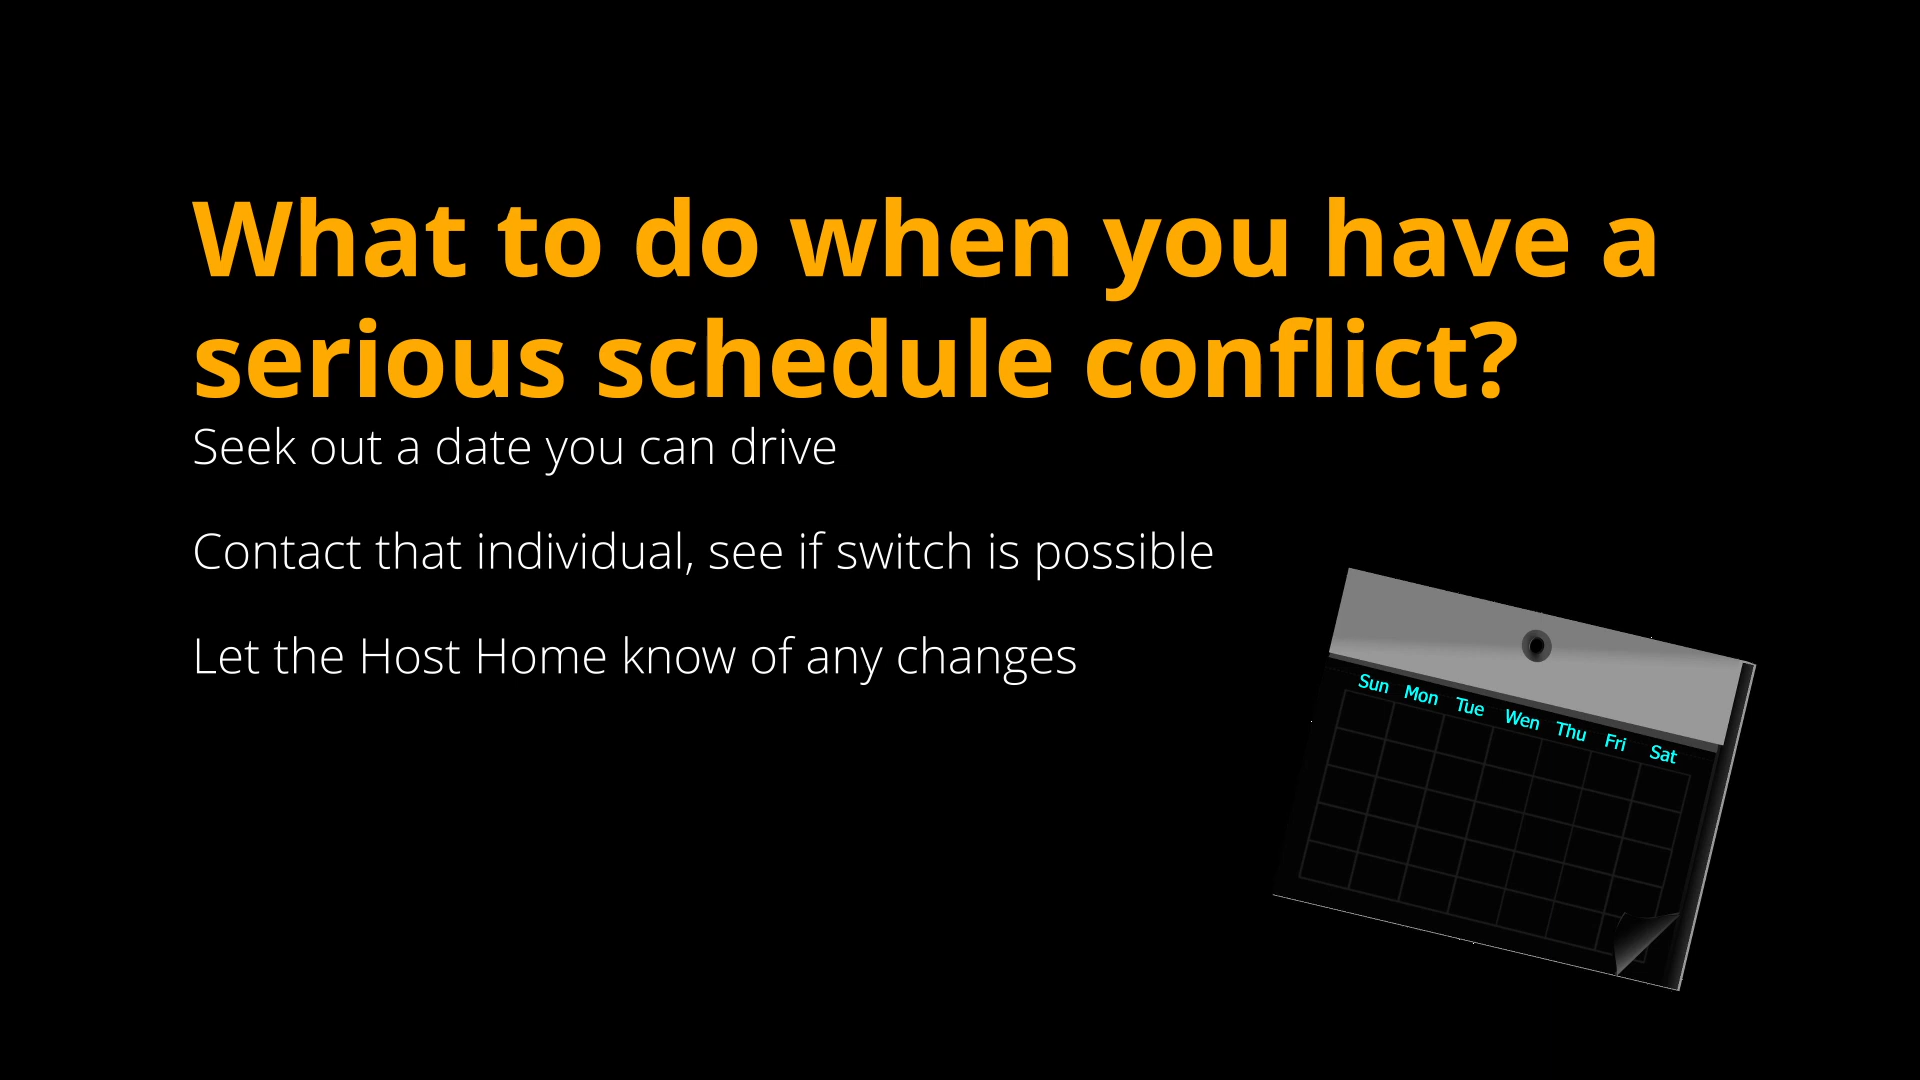 What to do when you have a
serious schedule conflict?
Seek out a date you can drive
Contact that individual, see if switch is possible
Let the Host Home know of any changes
Sun Mon Tue Wen Thu Fri Sat